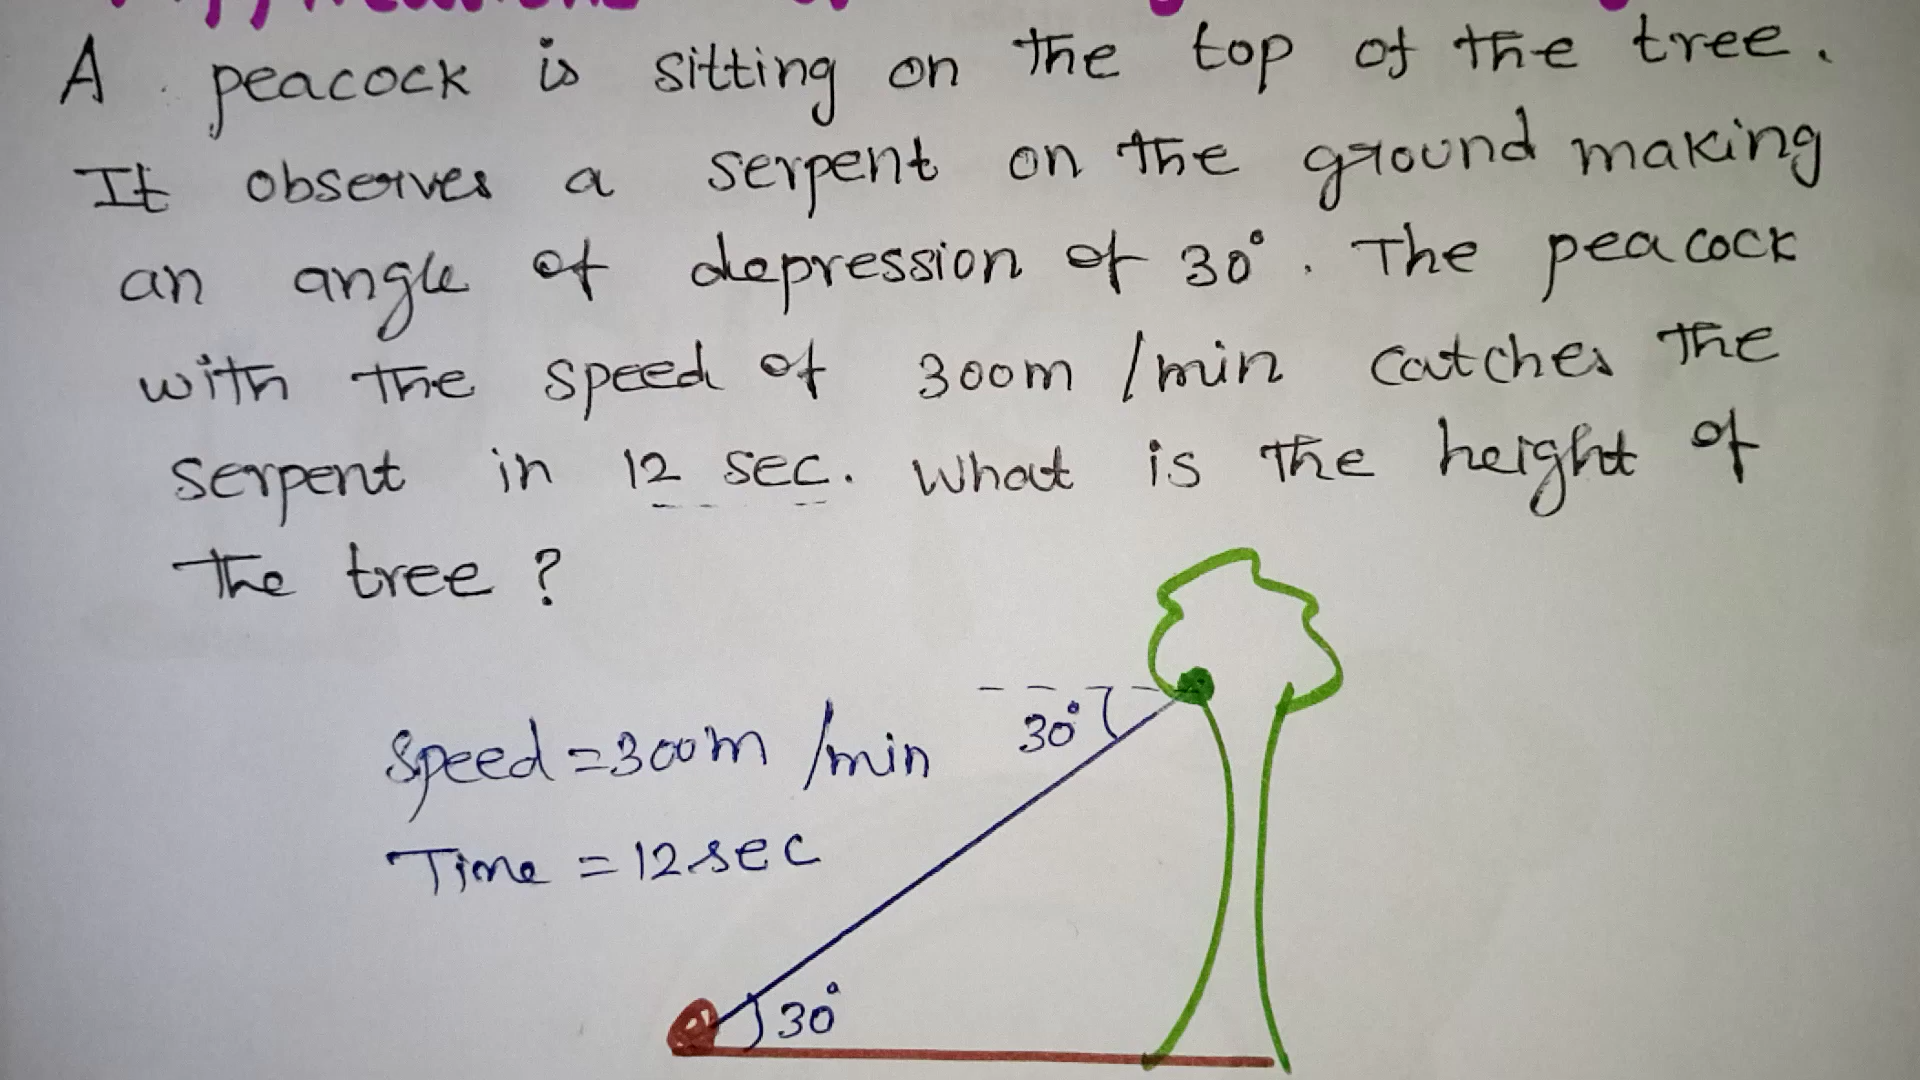 A peacock is sitting on the top of the tree.
It observes a serpent on the ground making
an angle of depression of 30°. The peacock
with the speed of 300m /min catches the
serpent in 12 sec. What is the height of
the tree?
30°
Speed = 300m /min
Time = 12 sec
30°